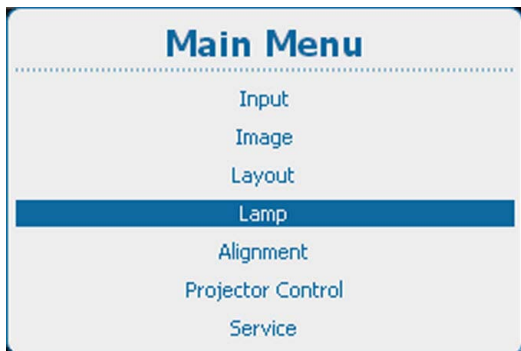 Main Menu
Input
Image
Layout
Lamp
Alignment
Projector Control
Service